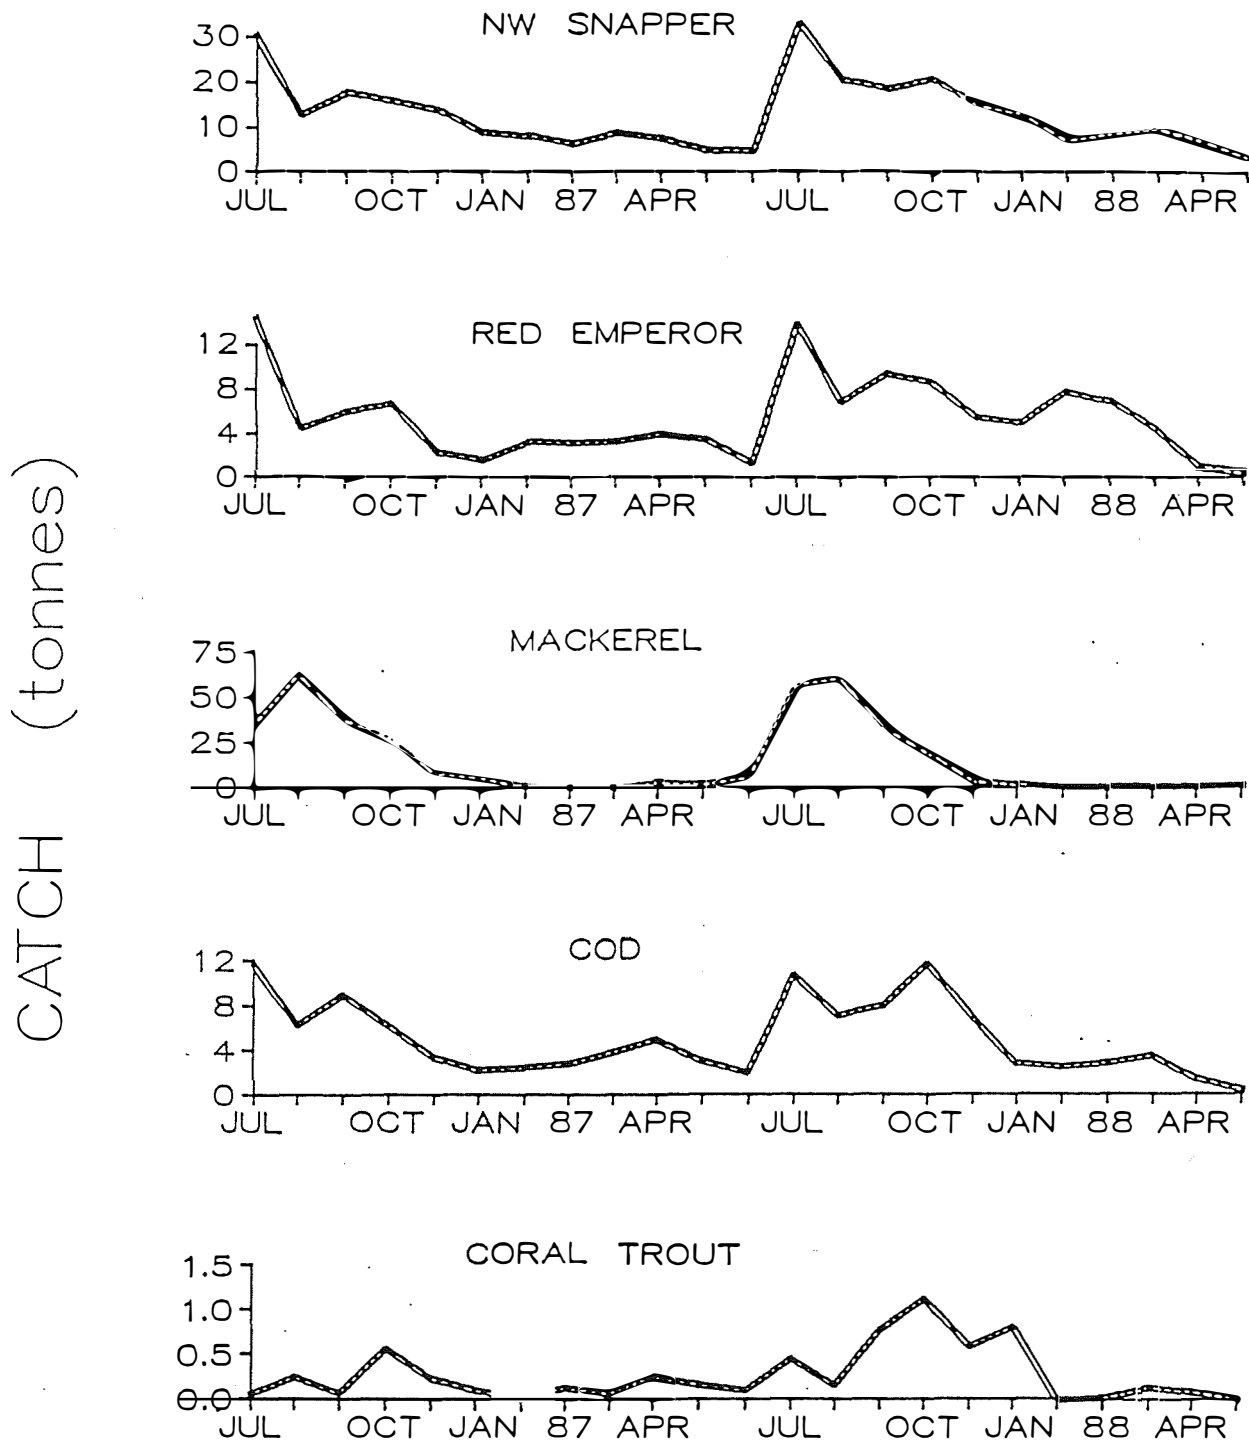 CATCH (tonnes)
NW SNAPPER
30
20
10
0
JUL OCT JAN 87 APR JUL OCT JAN 88 APR
RED EMPEROR
12
8
4
0
JUL OCT JAN 87 APR JUL OCT JAN 88 APR
MACKEREL
75
50
25
0
JUL OCT JAN 87 APR JUL OCT JAN 88 APR
COD
12
8
4
0
JUL OCT JAN 87 APR JUL OCT JAN 88 APR
CORAL TROUT
1.5
1.0
0.5
0.0
JUL OCT JAN 87 APR JUL OCT JAN 88 APR